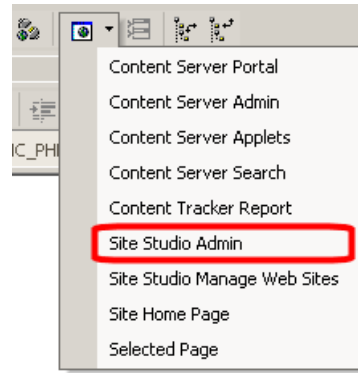 IC_PH
Content Server Portal
Content Server Admin
Content Server Applets
Content Server Search
Content Tracker Report
Site Studio Admin
Site Studio Manage Web Sites
Site Home Page
Selected Page